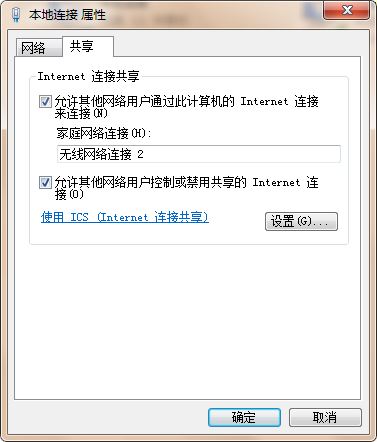 本地连接 属性
网络
共享
Internet 连接共享
允许其他网络用户通过此计算机的 Internet 连接
来连接(N)
家庭网络连接(H):
无线网络连接 2
允许其他网络用户控制或禁用共享的 Internet 连
接(O)
使用 ICS (Internet 连接共享)
设置(G)...
确定
取消